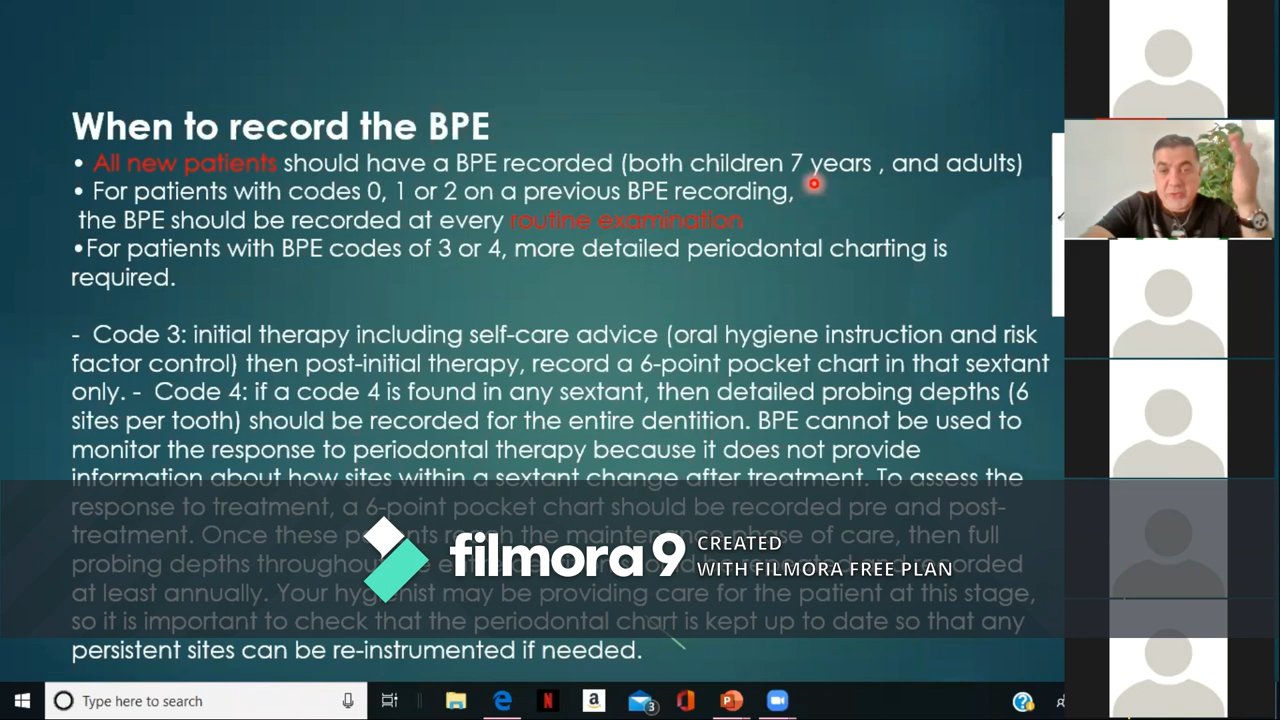 When to record the BPE
• All new patients should have a BPE recorded (both children 7 years , and adults)
• For patients with codes 0, 1 or 2 on a previous BPE recording,
the BPE should be recorded at every routine examination
•For patients with BPE codes of 3 or 4, more detailed periodontal charting is
required.
- Code 3: initial therapy including self-care advice (oral hygiene instruction and risk
factor control) then post-initial therapy, record a 6-point pocket chart in that sextant
only. - Code 4: if a code 4 is found in any sextant, then detailed probing depths (6
sites per tooth) should be recorded for the entire dentition. BPE cannot be used to
monitor the response to periodontal therapy because it does not provide
information about how sites within a sextant change after treatment. To assess the
response to treatment, a 6-point pocket chart should be recorded pre and post-
treatment. Once these the maintenance phase of care, then full
probing depths throughout
at least annually. Your hygienist may be providing care for the patient at this stage,
so it is important to check that the periodontal chart is kept up to date so that any
persistent sites can be re-instrumented if needed.
filmora9
CREATED
WITH FILMORA FREE PLAN
Type here to search
3